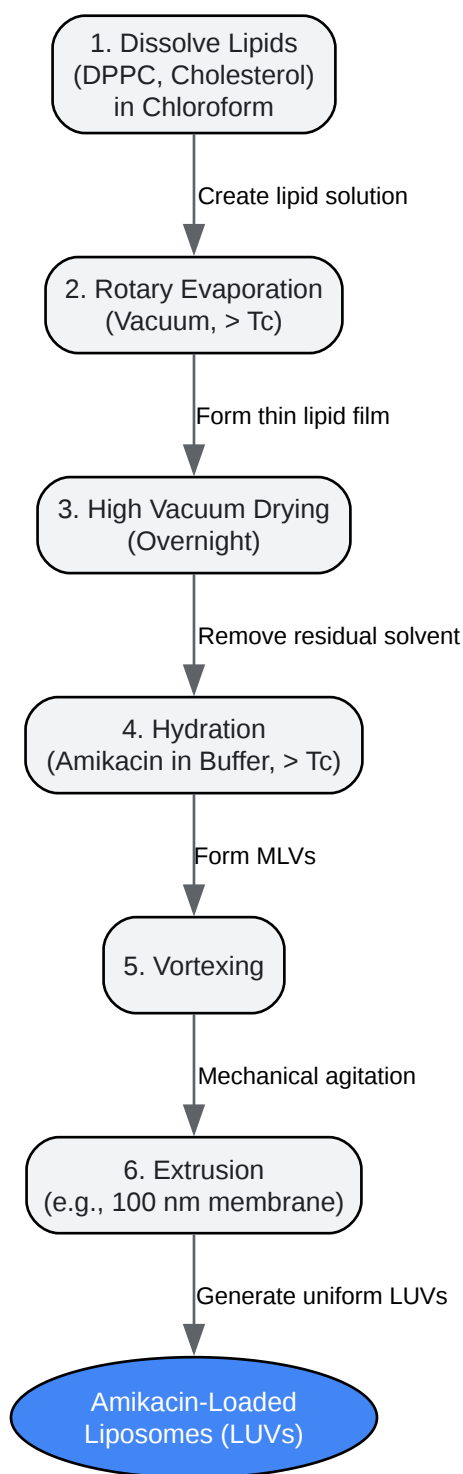 1. Dissolve Lipids
(DPPC, Cholesterol)
in Chloroform
Create lipid solution
2. Rotary Evaporation
(Vacuum, > Tc)
Form thin lipid film
3. High Vacuum Drying
(Overnight)
Remove residual solvent
4. Hydration
(Amikacin in Buffer, > Tc)
Form MLVs
5. Vortexing
Mechanical agitation
6. Extrusion
(e.g., 100 nm membrane)
Generate uniform LUVs
Amikacin-Loaded
Liposomes (LUVs)